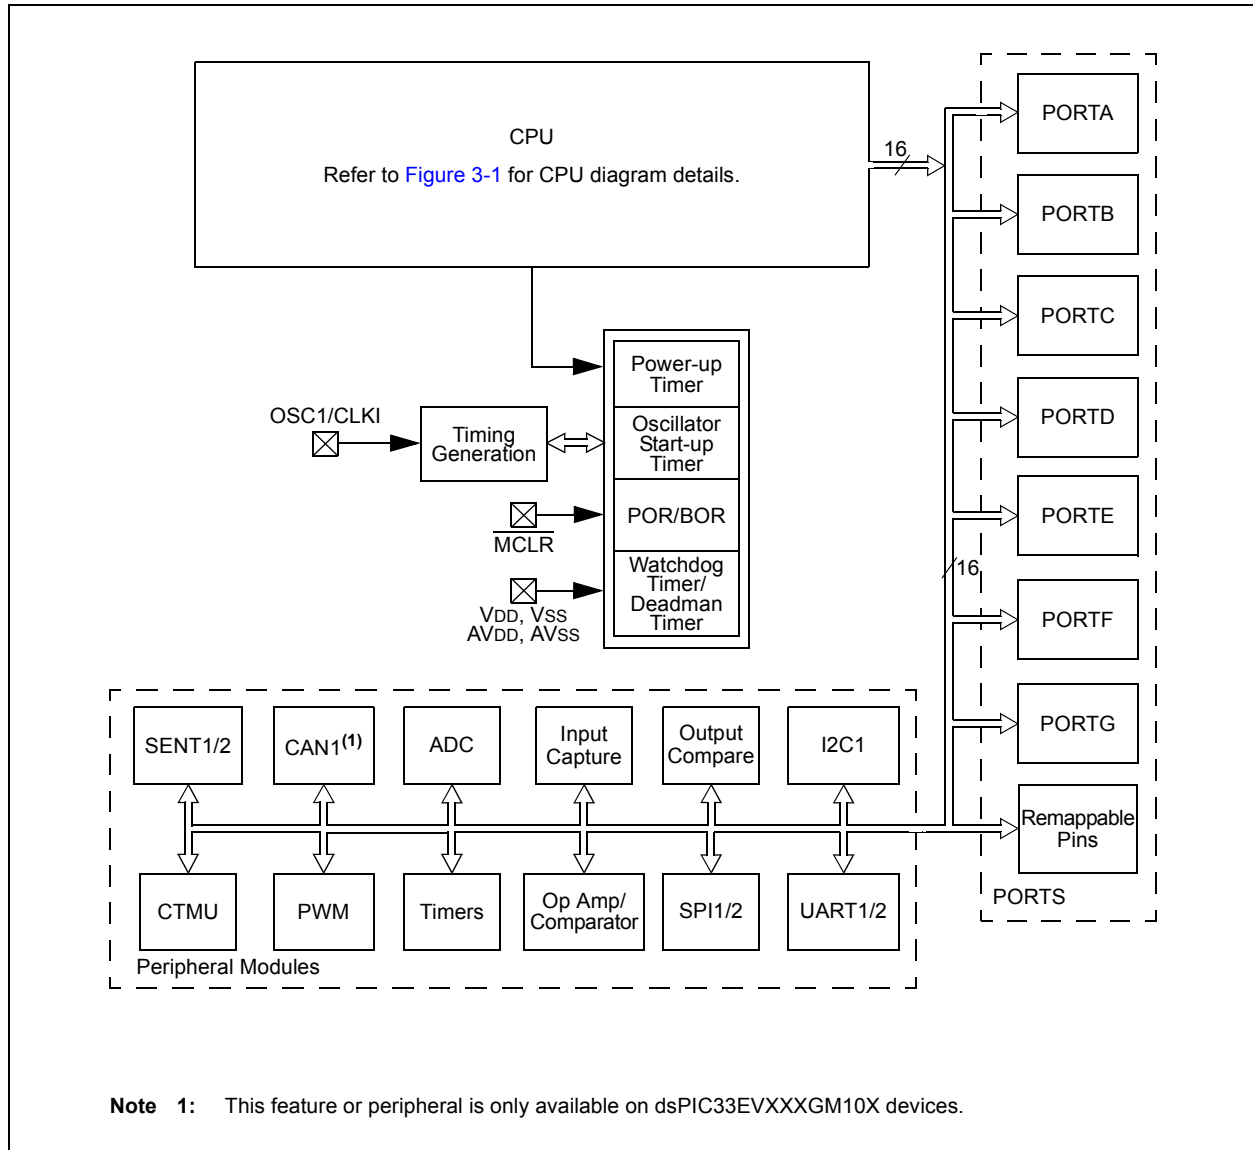 CPU
Refer to Figure 3-1 for CPU diagram details.
16
PORTA
PORTB
PORTC
PORTD
PORTE
16
PORTF
PORTG
Remappable
Pins
PORTS
Power-up
Timer
OSC1/CLKI
Timing
Generation
Oscillator
Start-up
Timer
POR/BOR
MCLR
Watchdog
Timer/
Deadman
Timer
VDD, VSS
AVDD, AVSS
SENT1/2
CAN1(1)
ADC
Input
Capture
Output
Compare
I2C1
CTMU
PWM
Timers
Op Amp/
Comparator
SPI1/2
UART1/2
Peripheral Modules
Note 1: This feature or peripheral is only available on dsPIC33EVXXXGM10X devices.